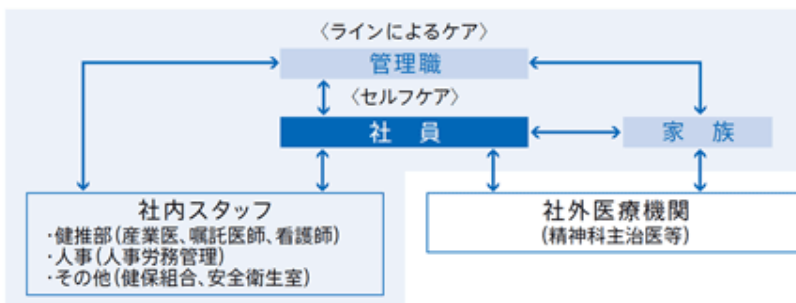 〈ラインによるケア〉
管理職
〈セルフケア〉
社員
家族
社内スタッフ
・健推部(産業医、嘱託医師、看護師)
・人事(人事労務管理)
・その他(健保組合、安全衛生室)
社外医療機関
(精神科主治医等)